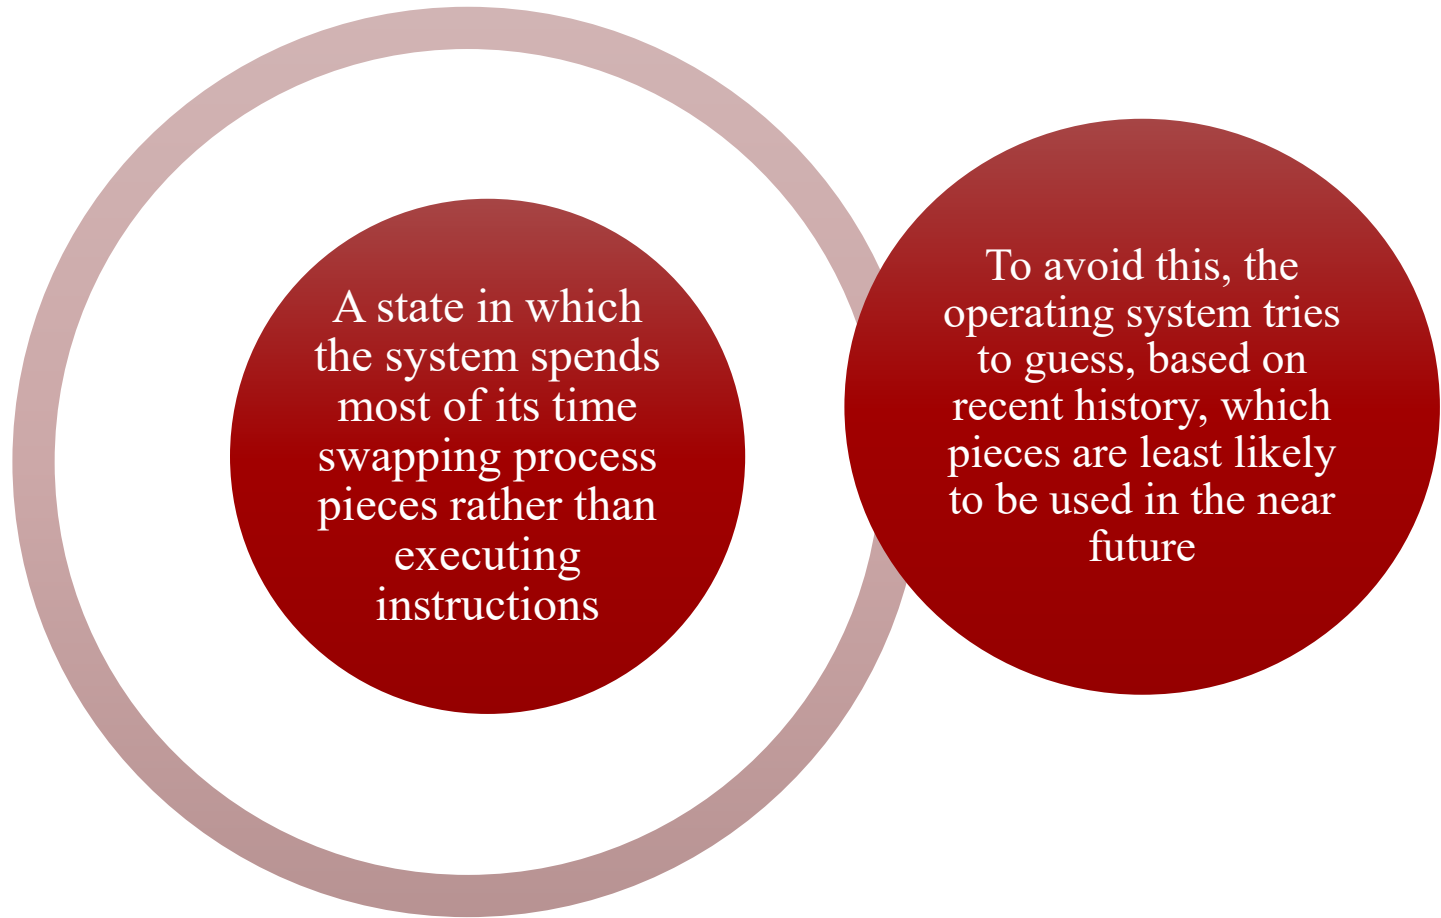 A state in which
the system spends
most of its time
swapping process
pieces rather than
executing
instructions
To avoid this, the
operating system tries
to guess, based on
recent history, which
pieces are least likely
to be used in the near
future